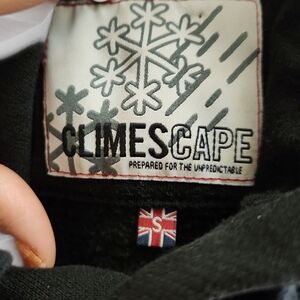 CLIMESCAPE
PREPARED FOR THE UNPREDICTABLE
S